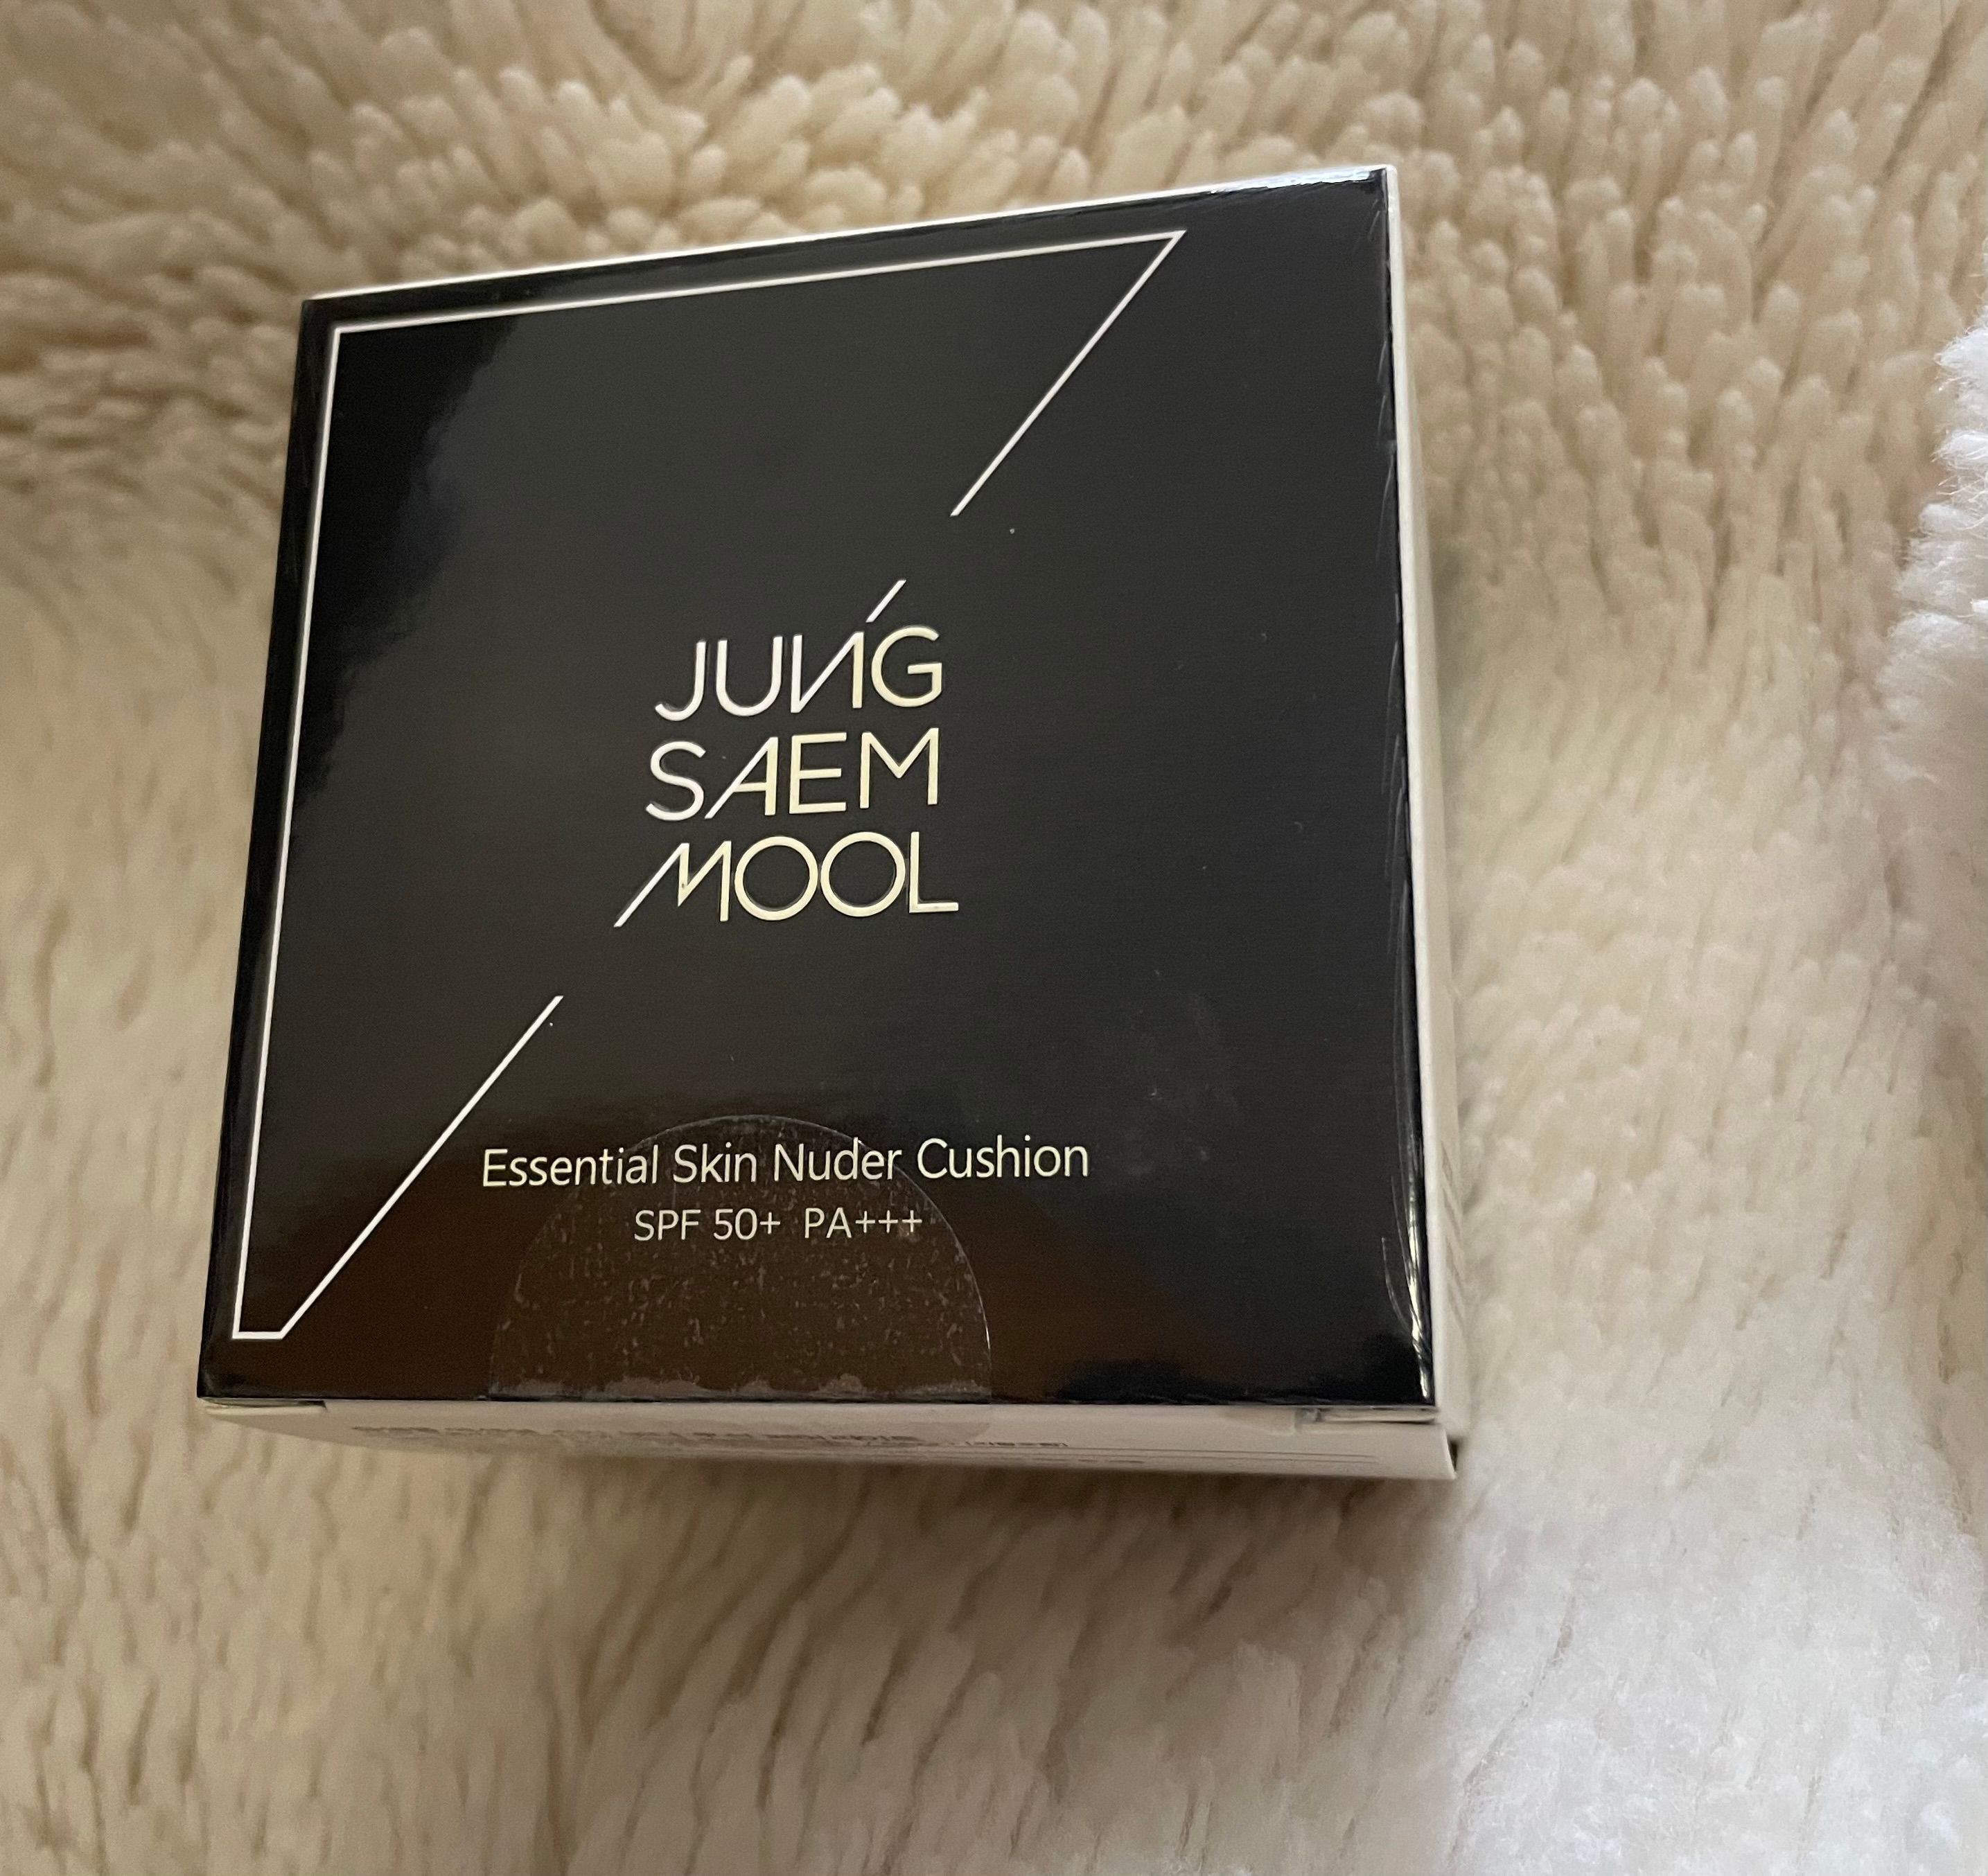 JUNG
SAEM
MOOL
Essential Skin Nuder Cushion
SPF 50+ PA+++